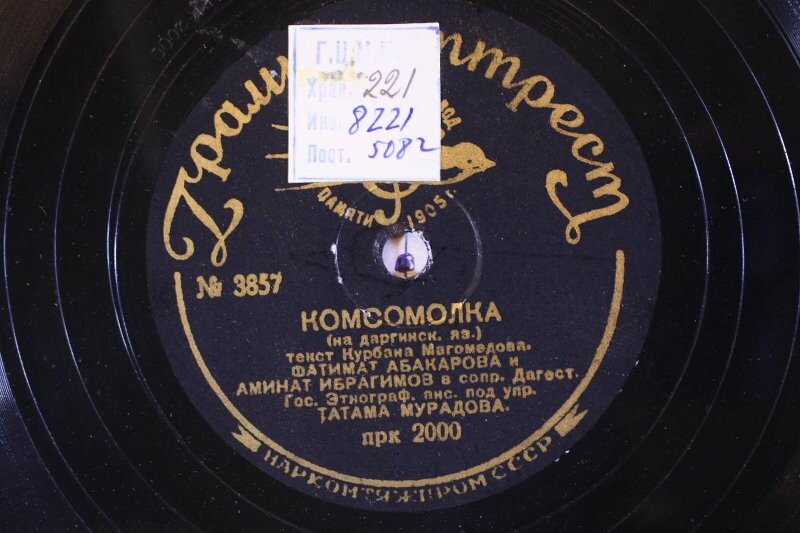 Г.Ц.М.
Хран. 221
Инв. 8221
Пост. 5082
ПАМЯТИ 1905 г.
№ 3857
КОМСОМОЛКА
(на даргинск. яз.)
текст Курбана Магомедова.
ФАТИМАТ АБАКАРОВА и
АМИНАТ ИБРАГИМОВ в сопр. Дагест.
Гос. Этнограф. анс. под упр.
ТАТАМА МУРАДОВА.
прк 2000
НАРКОМТЯЖПРОМ СССР